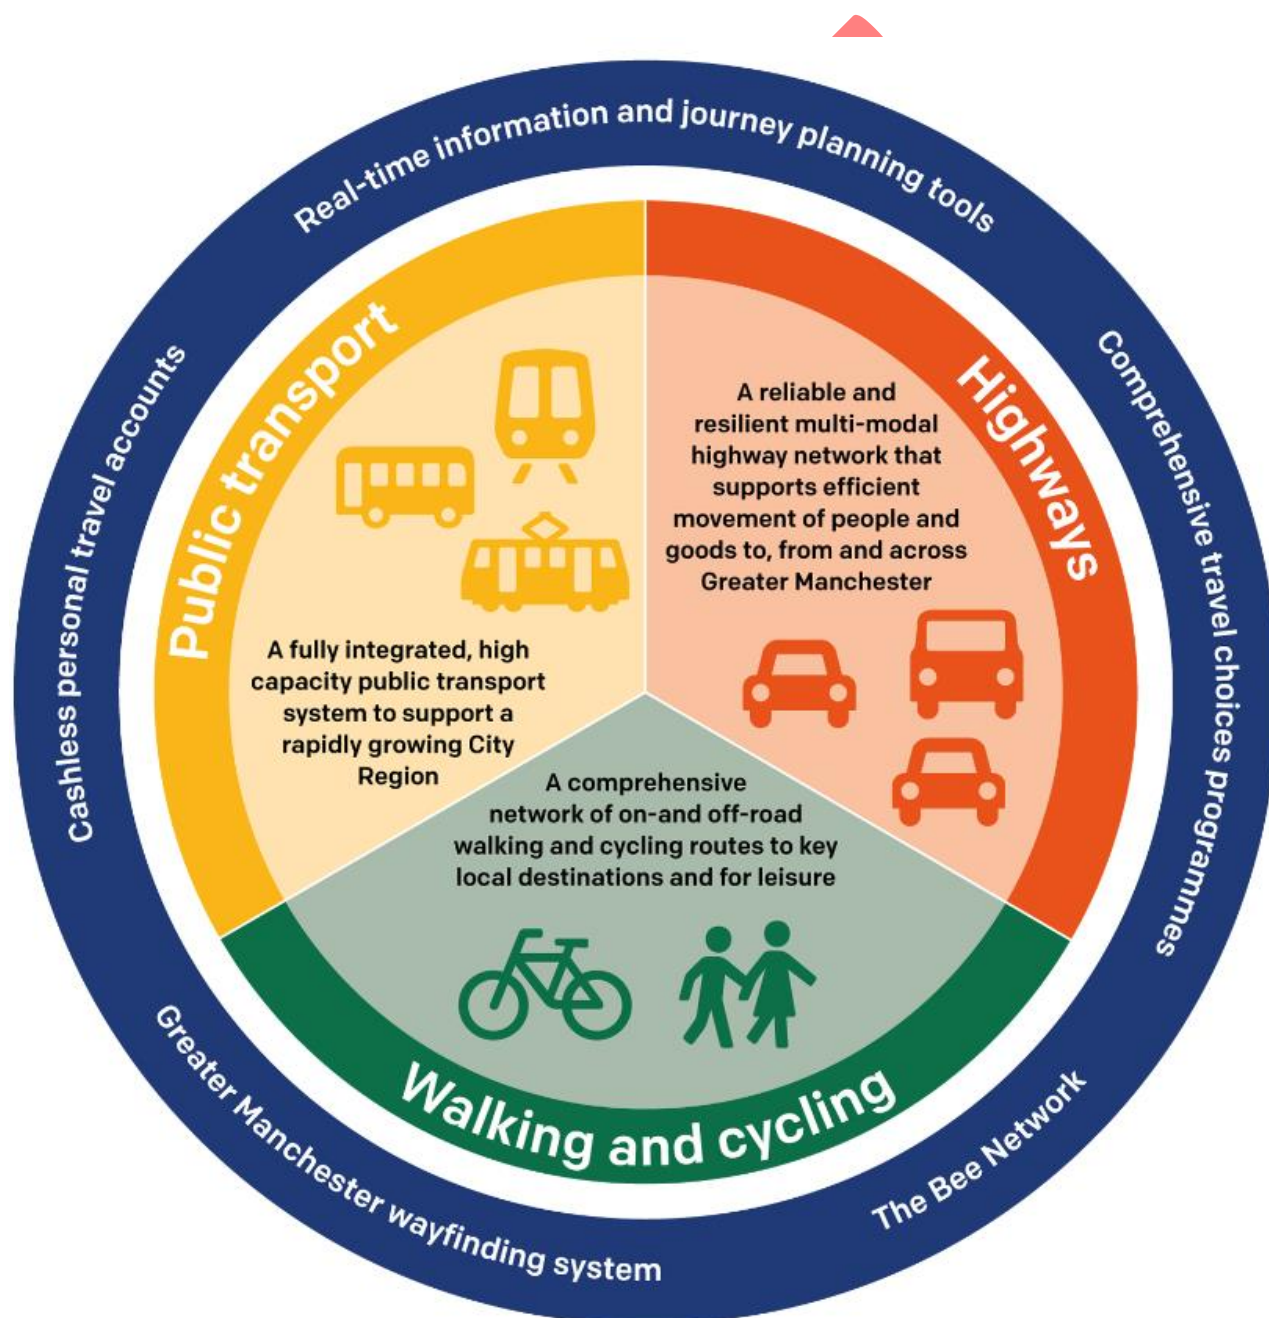 Real-time information and journey planning tools
Comprehensive travel choices programmes
The Bee Network
Greater Manchester wayfinding system
Cashless personal travel accounts
Public transport
A fully integrated, high
capacity public transport
system to support a
rapidly growing City
Region
Highways
A reliable and
resilient multi-modal
highway network that
supports efficient
movement of people and
goods to, from and across
Greater Manchester
A comprehensive
network of on-and off-road
walking and cycling routes to key
local destinations and for leisure
Walking and cycling